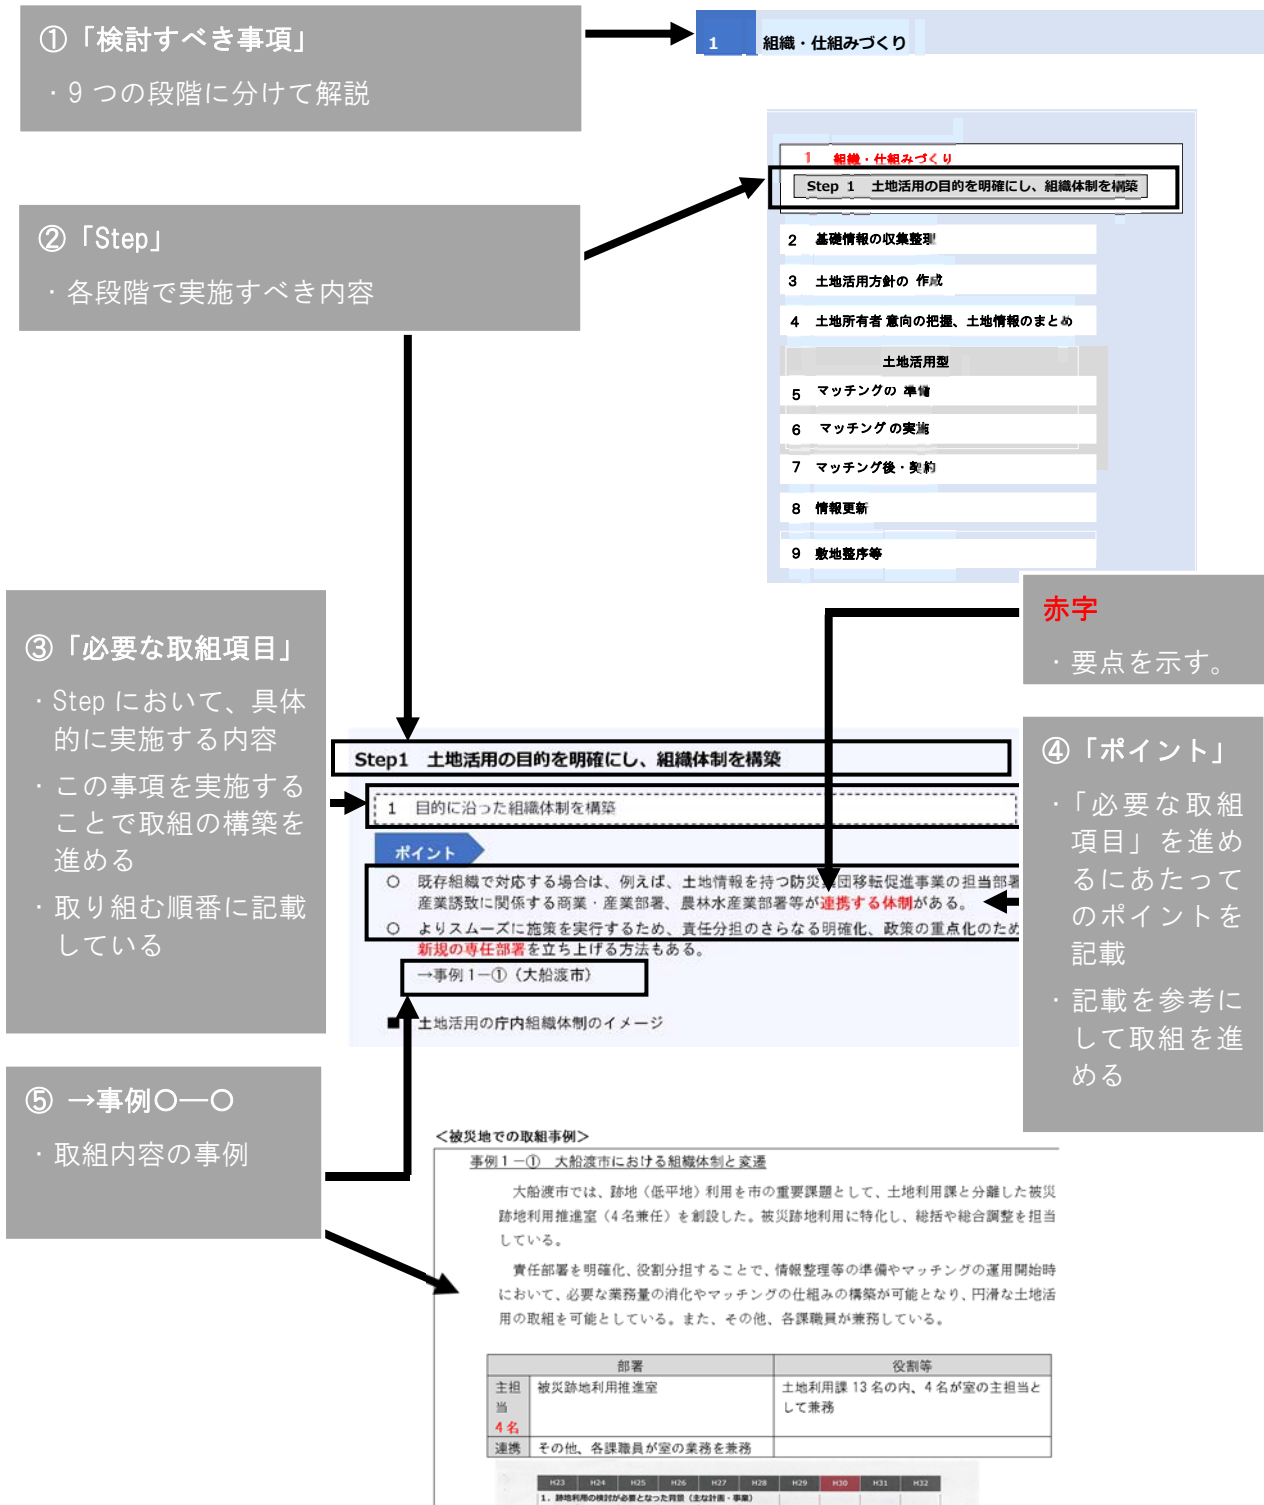 ①「検討すべき事項」
・9 つの段階に分けて解説
1 組織・仕組みづくり
②「Step」
・各段階で実施すべき内容
1 組織・仕組みづくり
Step 1 土地活用の目的を明確にし、組織体制を構築
2 基礎情報の収集整理
3 土地活用方針の 作成
4 土地所有者 意向の把握、土地情報のまとめ
土地活用型
5 マッチングの 準備
6 マッチング の実施
7 マッチング後・契約
8 情報更新
9 敷地整序等
赤字
・要点を示す。
③「必要な取組項目」
・Step において、具体
的に実施する内容
・この事項を実施する
ことで取組の構築を
進める
・取り組む順番に記載
している
Step1 土地活用の目的を明確にし、組織体制を構築
1 目的に沿った組織体制を構築
ポイント
○ 既存組織で対応する場合は、例えば、土地情報を持つ防災集団移転促進事業の担当部署
産業誘致に関係する商業・産業部署、農林水産業部署等が連携する体制がある。
○ よりスムーズに施策を実行するため、責任分担のさらなる明確化、政策の重点化のため
新規の専任部署を立ち上げる方法もある。
→事例１－①（大船渡市）
■ 土地活用の庁内組織体制のイメージ
④「ポイント」
・「必要な取組
項目」を進め
るにあたって
のポイントを
記載
・記載を参考に
して取組を進
める
⑤ →事例〇―〇
・取組内容の事例
＜被災地での取組事例＞
事例１－① 大船渡市における組織体制と変遷
大船渡市では、跡地（低平地）利用を市の重要課題として、土地利用課と分離した被災
跡地利用推進室（4名兼任）を創設した。被災跡地利用に特化し、総括や総合調整を担当
している。
責任部署を明確化、役割分担することで、情報整理等の準備やマッチングの運用開始時
において、必要な業務量の消化やマッチングの仕組みの構築が可能となり、円滑な土地活
用の取組を可能としている。また、その他、各課職員が兼務している。
部署 役割等
主担 被災跡地利用推進室 土地利用課 13 名の内、4 名が室の主担当と
当 して兼務
4名
連携 その他、各課職員が室の業務を兼務
H23 H24 H25 H26 H27 H28 H29 H30 H31 H32
1．跡地利用の検討が必要となった背景（主な計画・事業）